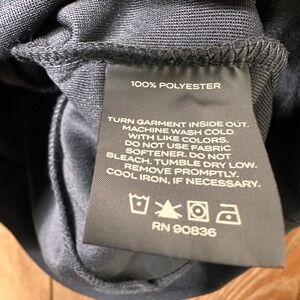 100% POLYESTER
TURN GARMENT INSIDE OUT.
MACHINE WASH COLD
WITH LIKE COLORS.
DO NOT USE FABRIC
SOFTENER. DO NOT
BLEACH. TUMBLE DRY LOW.
REMOVE PROMPTLY.
COOL IRON, IF NECESSARY.
RN 90836